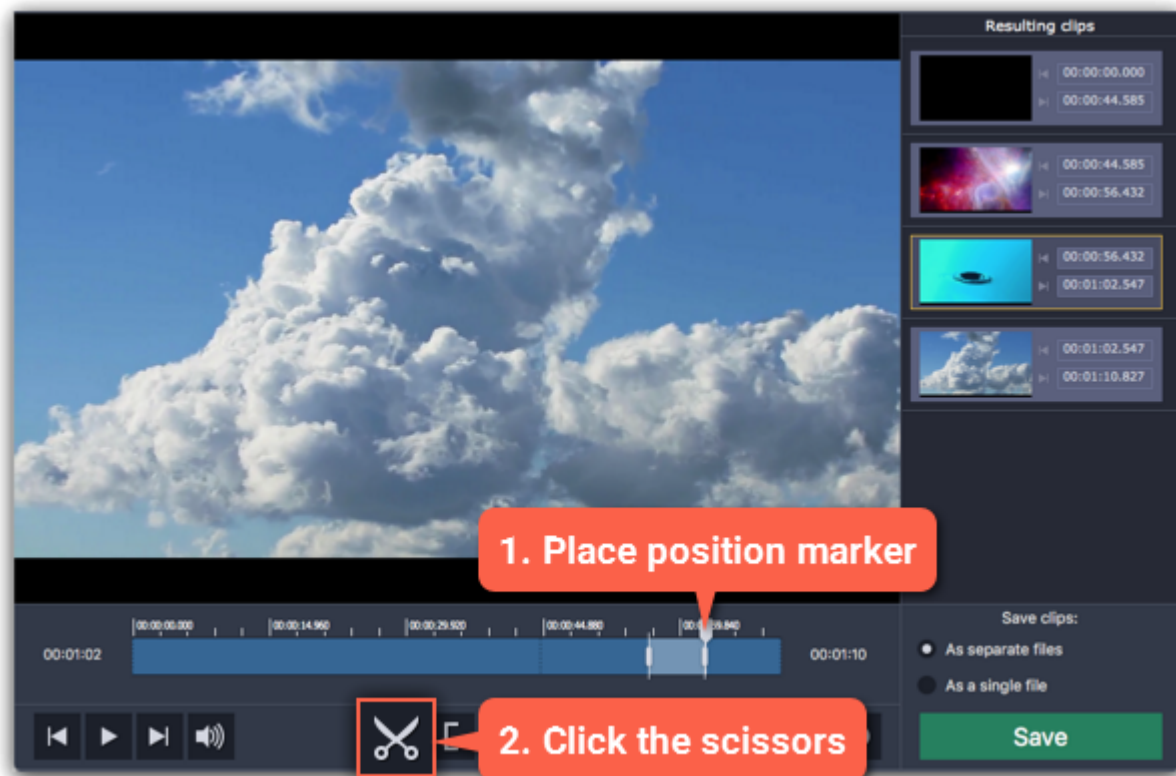 Resulting clips
00:00:00.000
00:00:44.585
00:00:44.585
00:00:56.432
00:00:56.432
00:01:02.547
00:01:02.547
00:01:10.827
1. Place position marker
00:00:00.000 00:00:14.960 00:00:29.920 00:00:44.880
00:01:02
00:01:10
Save clips:
As separate files
As a single file
2. Click the scissors
Save